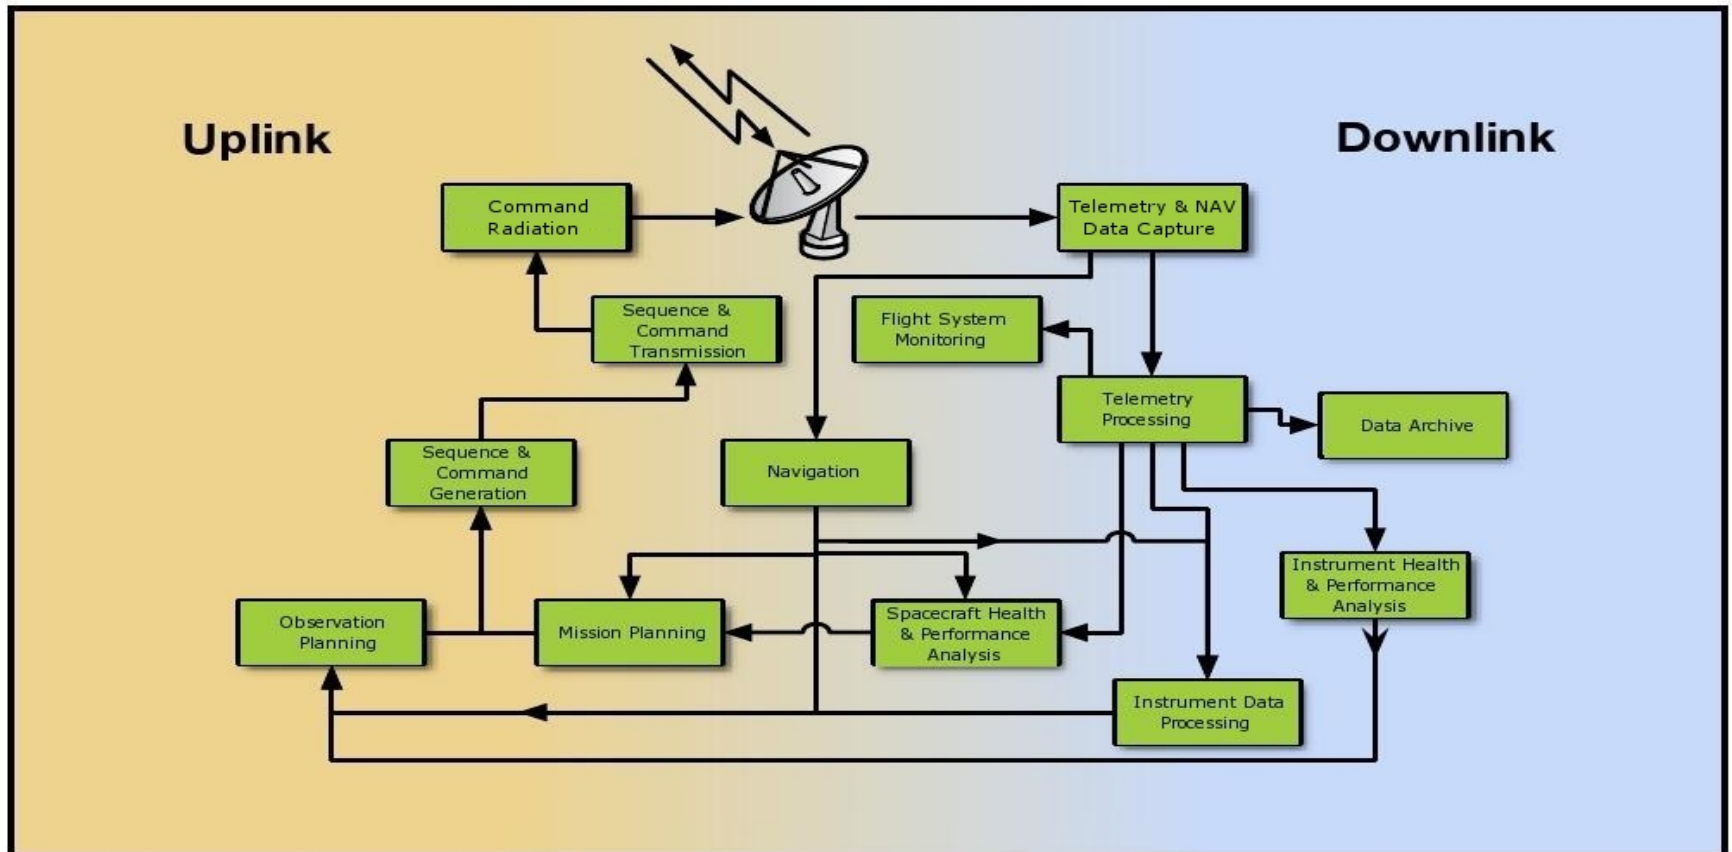 Uplink
Downlink
Command
Radiation
Telemetry & NAV
Data Capture
Sequence &
Command
Transmission
Flight System
Monitoring
Telemetry
Processing
Data Archive
Sequence &
Command
Generation
Navigation
Instrument Health
& Performance
Analysis
Observation
Planning
Mission Planning
Spacecraft Health
& Performance
Analysis
Instrument Data
Processing